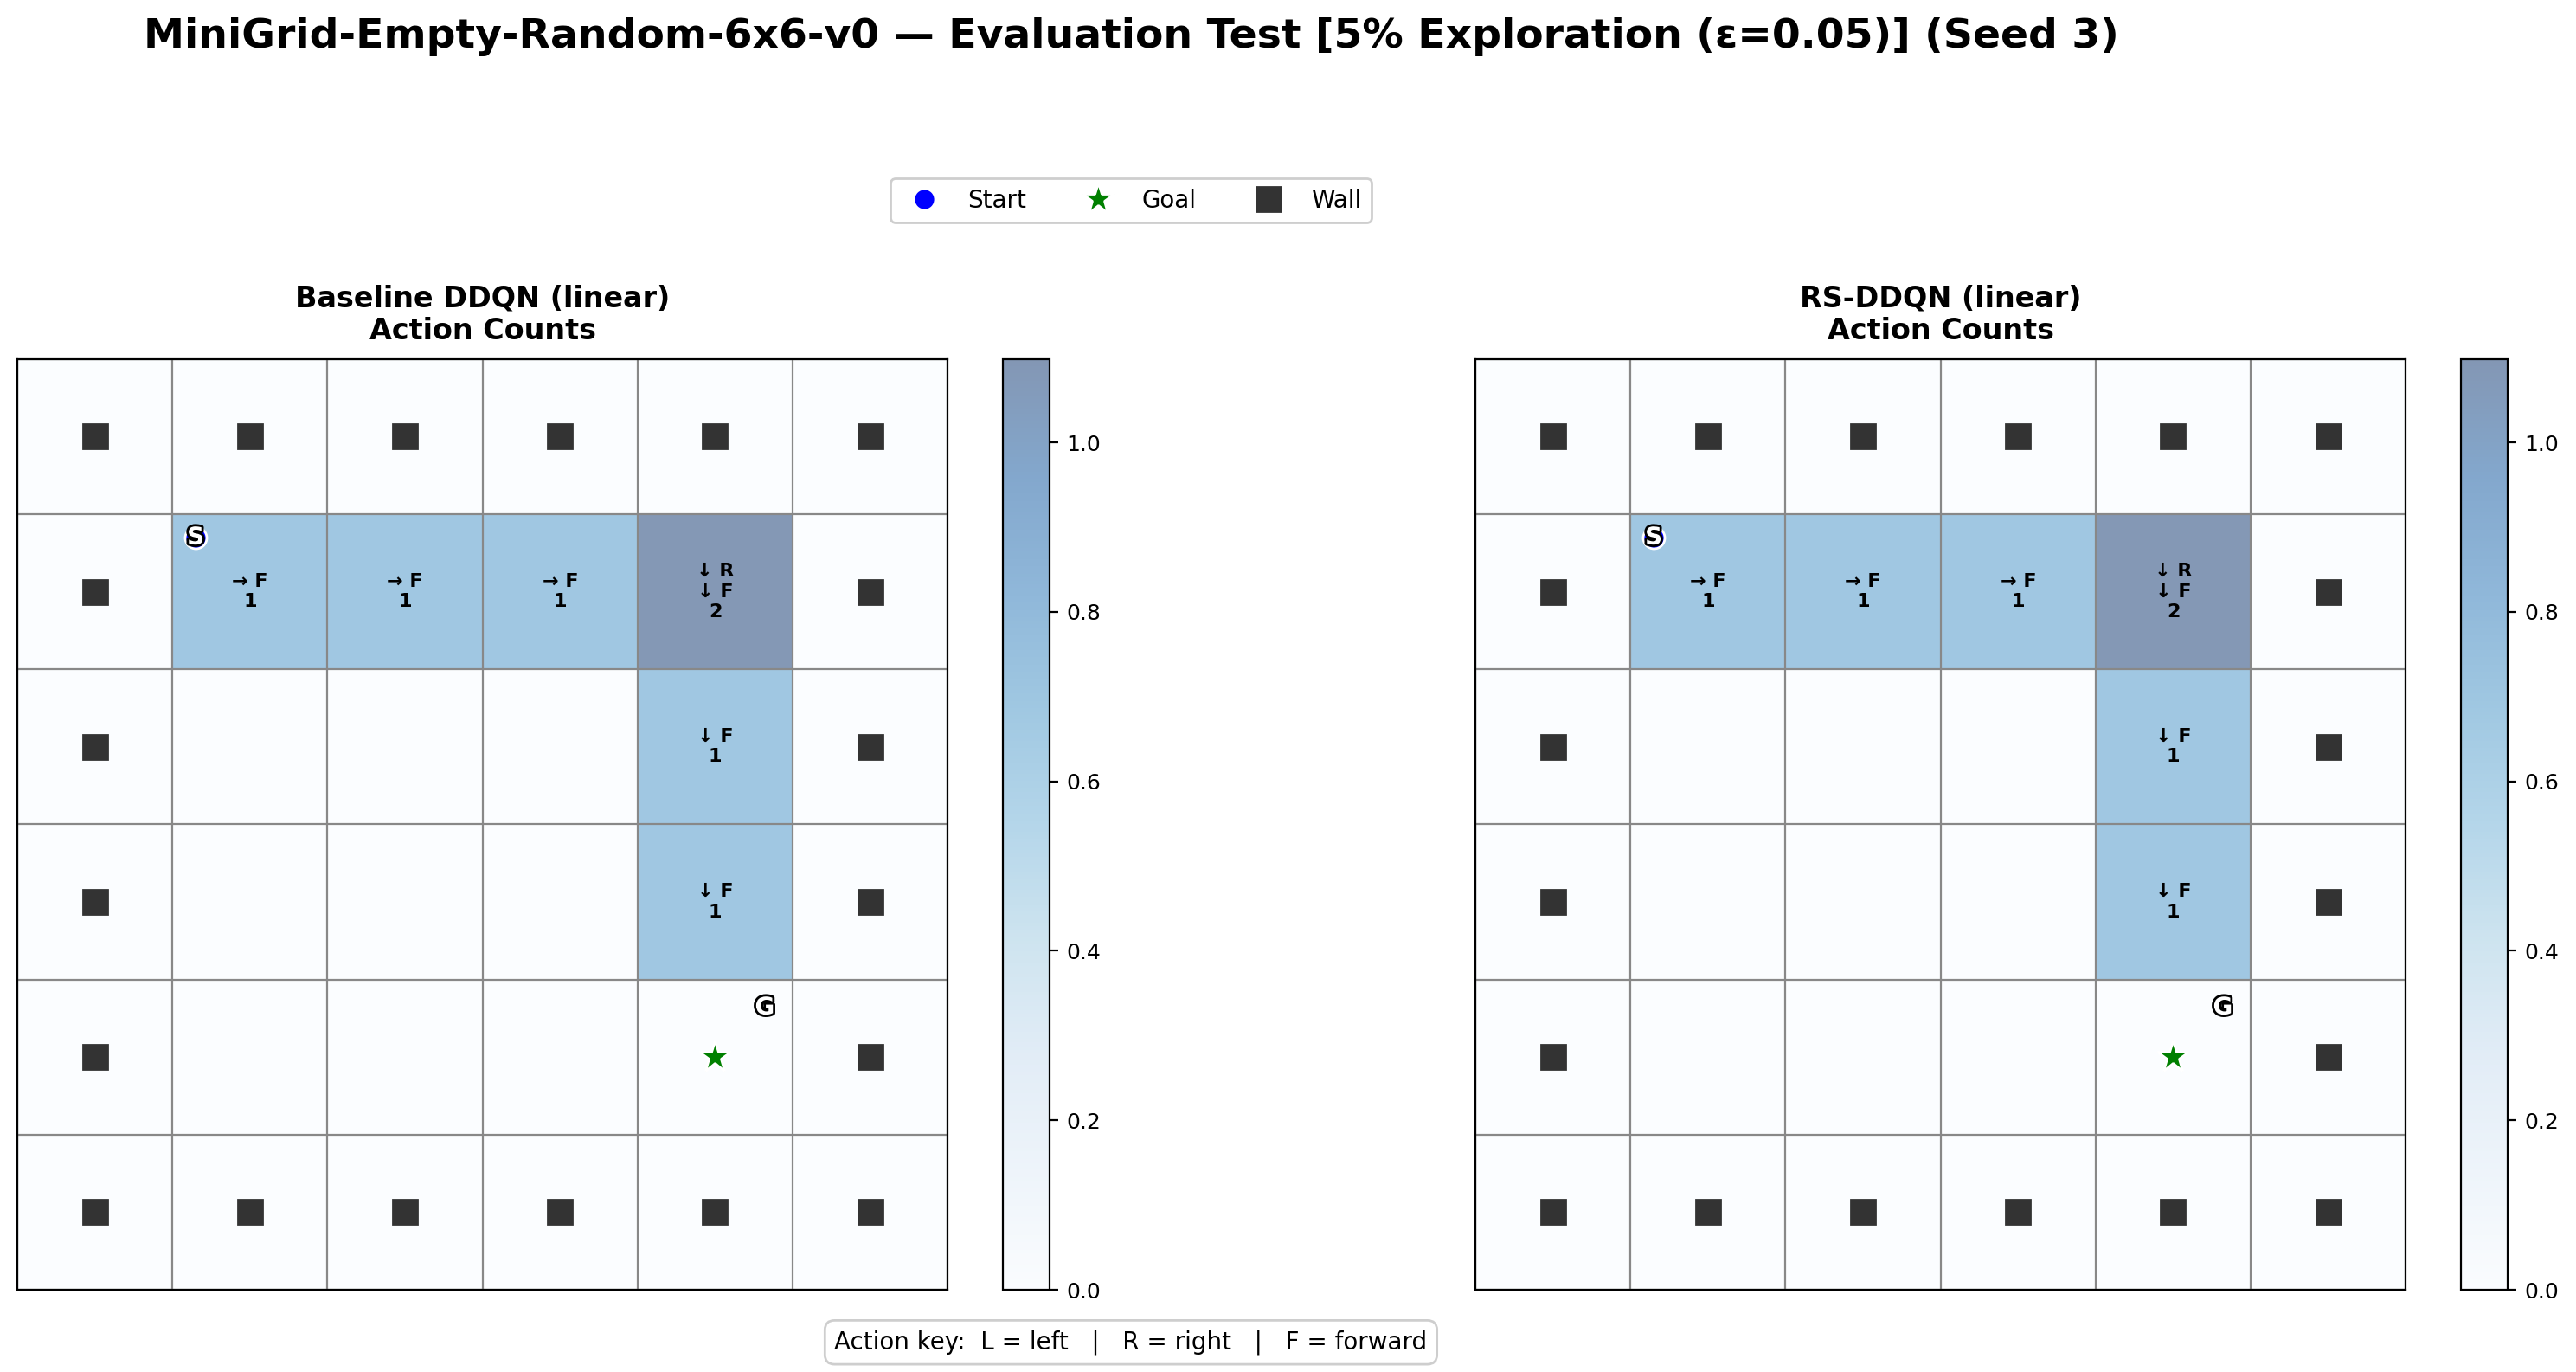 MiniGrid-Empty-Random-6x6-v0 — Evaluation Test [5% Exploration (ε=0.05)] (Seed 3)
Start Goal Wall
Baseline DDQN (linear)
Action Counts
S
→ F
1
→ F
1
→ F
1
↓ R
↓ F
2
↓ F
1
↓ F
1
G
1.0
0.8
0.6
0.4
0.2
0.0
RS-DDQN (linear)
Action Counts
S
→ F
1
→ F
1
→ F
1
↓ R
↓ F
2
↓ F
1
↓ F
1
G
1.0
0.8
0.6
0.4
0.2
0.0
Action key: L = left | R = right | F = forward